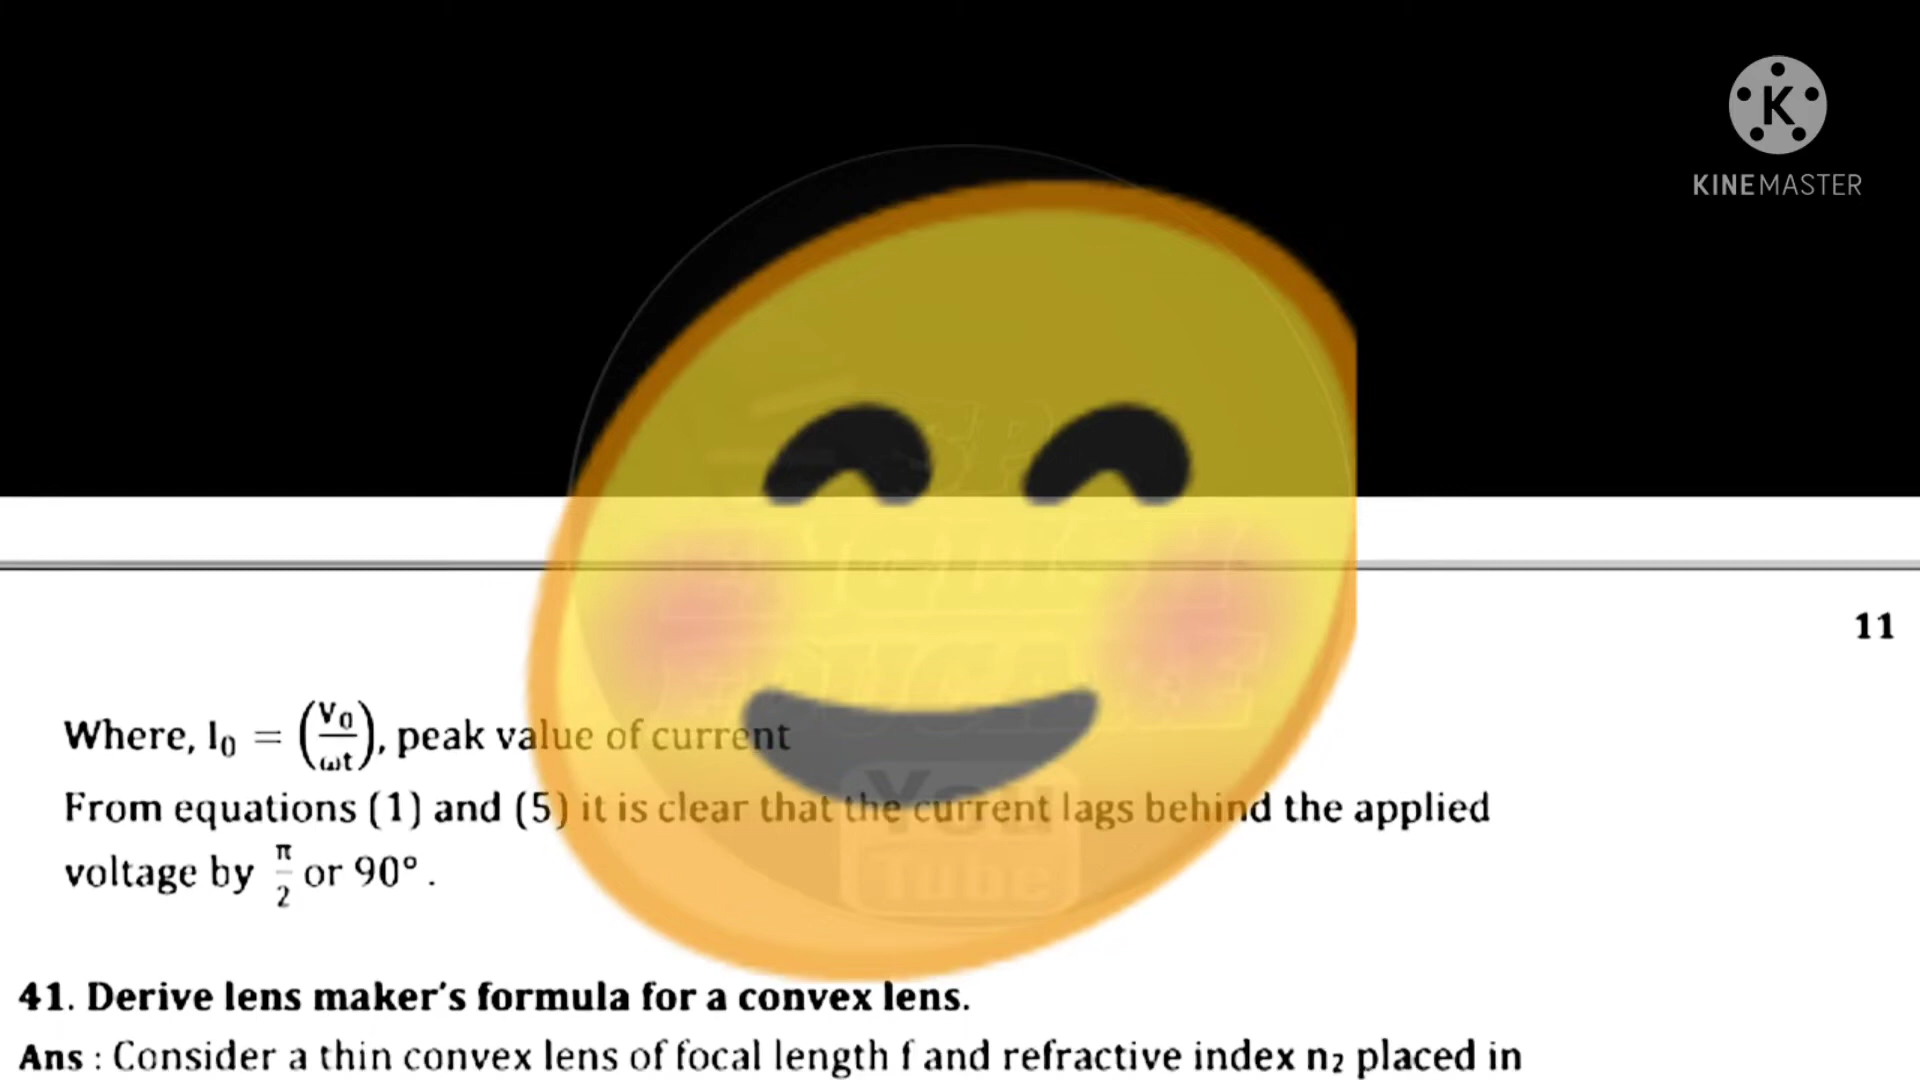 K
KINEMASTER
11
Where, I₀ = (V₀/ωt), peak value of current
From equations (1) and (5) it is clear that the current lags behind the applied
voltage by π/2 or 90° .
You
Tube
41. Derive lens maker's formula for a convex lens.
Ans : Consider a thin convex lens of focal length f and refractive index n₂ placed in